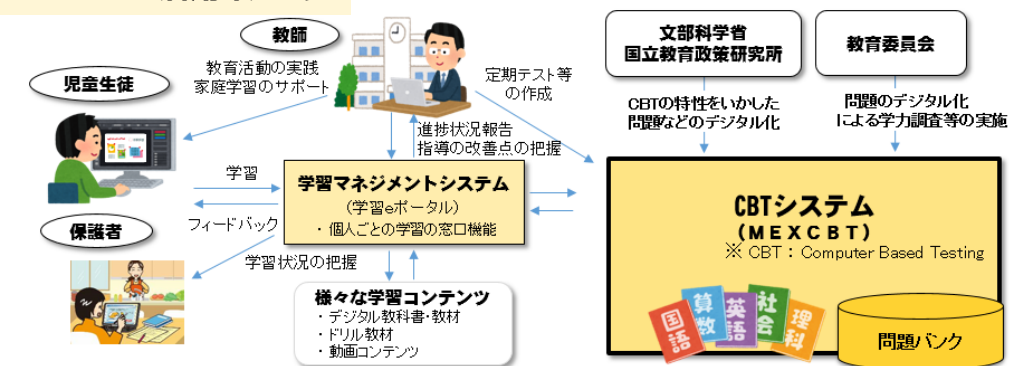 教師
教育活動の実践
家庭学習のサポート
児童生徒
定期テスト等
の作成
文部科学省
国立教育政策研究所
教育委員会
CBTの特性をいかした
問題などのデジタル化
問題のデジタル化
による学力調査等の実施
進捗状況報告
指導の改善点の把握
学習
フィードバック
学習マネジメントシステム
(学習eポータル)
・個人ごとの学習の窓口機能
保護者
学習状況の把握
様々な学習コンテンツ
・デジタル教科書・教材
・ドリル教材
・動画コンテンツ
CBTシステム
(MEXCBT)
※ CBT:Computer Based Testing
国語
算数
英語
社会
理科
問題バンク